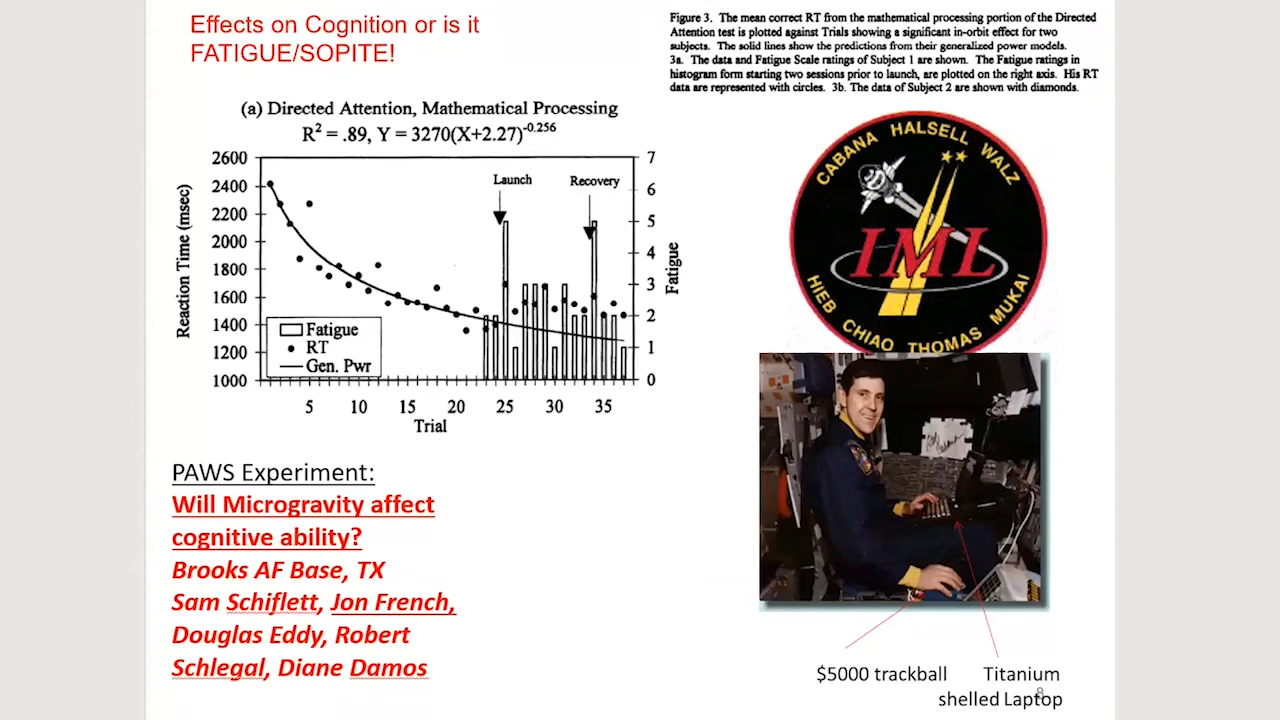 Effects on Cognition or is it
FATIGUE/SOPITE!
Figure 3. The mean correct RT from the mathematical processing portion of the Directed
Attention test is plotted against Trials showing a significant in-orbit effect for two
subjects. The solid lines show the predictions from their generalized power models.
3a. The data and Fatigue Scale ratings of Subject 1 are shown. The Fatigue ratings in
histogram form starting two sessions prior to launch, are plotted on the right axis. His RT
data are represented with circles. 3b. The data of Subject 2 are shown with diamonds.
(a) Directed Attention, Mathematical Processing
R² = .89, Y = 3270(X+2.27)^-0.256
2600
2400
2200
2000
1800
1600
1400
1200
1000
Reaction Time (msec)
Launch
Recovery
7
6
5
4
3
2
1
0
Fatigue
Fatigue
RT
Gen. Pwr
5 10 15 20 25 30 35
Trial
CABANA HALSELL WALZ
IML
HIEB CHIAO THOMAS MUKAI
PAWS Experiment:
Will Microgravity affect
cognitive ability?
Brooks AF Base, TX
Sam Schiflett, Jon French,
Douglas Eddy, Robert
Schlegal, Diane Damos
$5000 trackball
Titanium
shelled Laptop
8